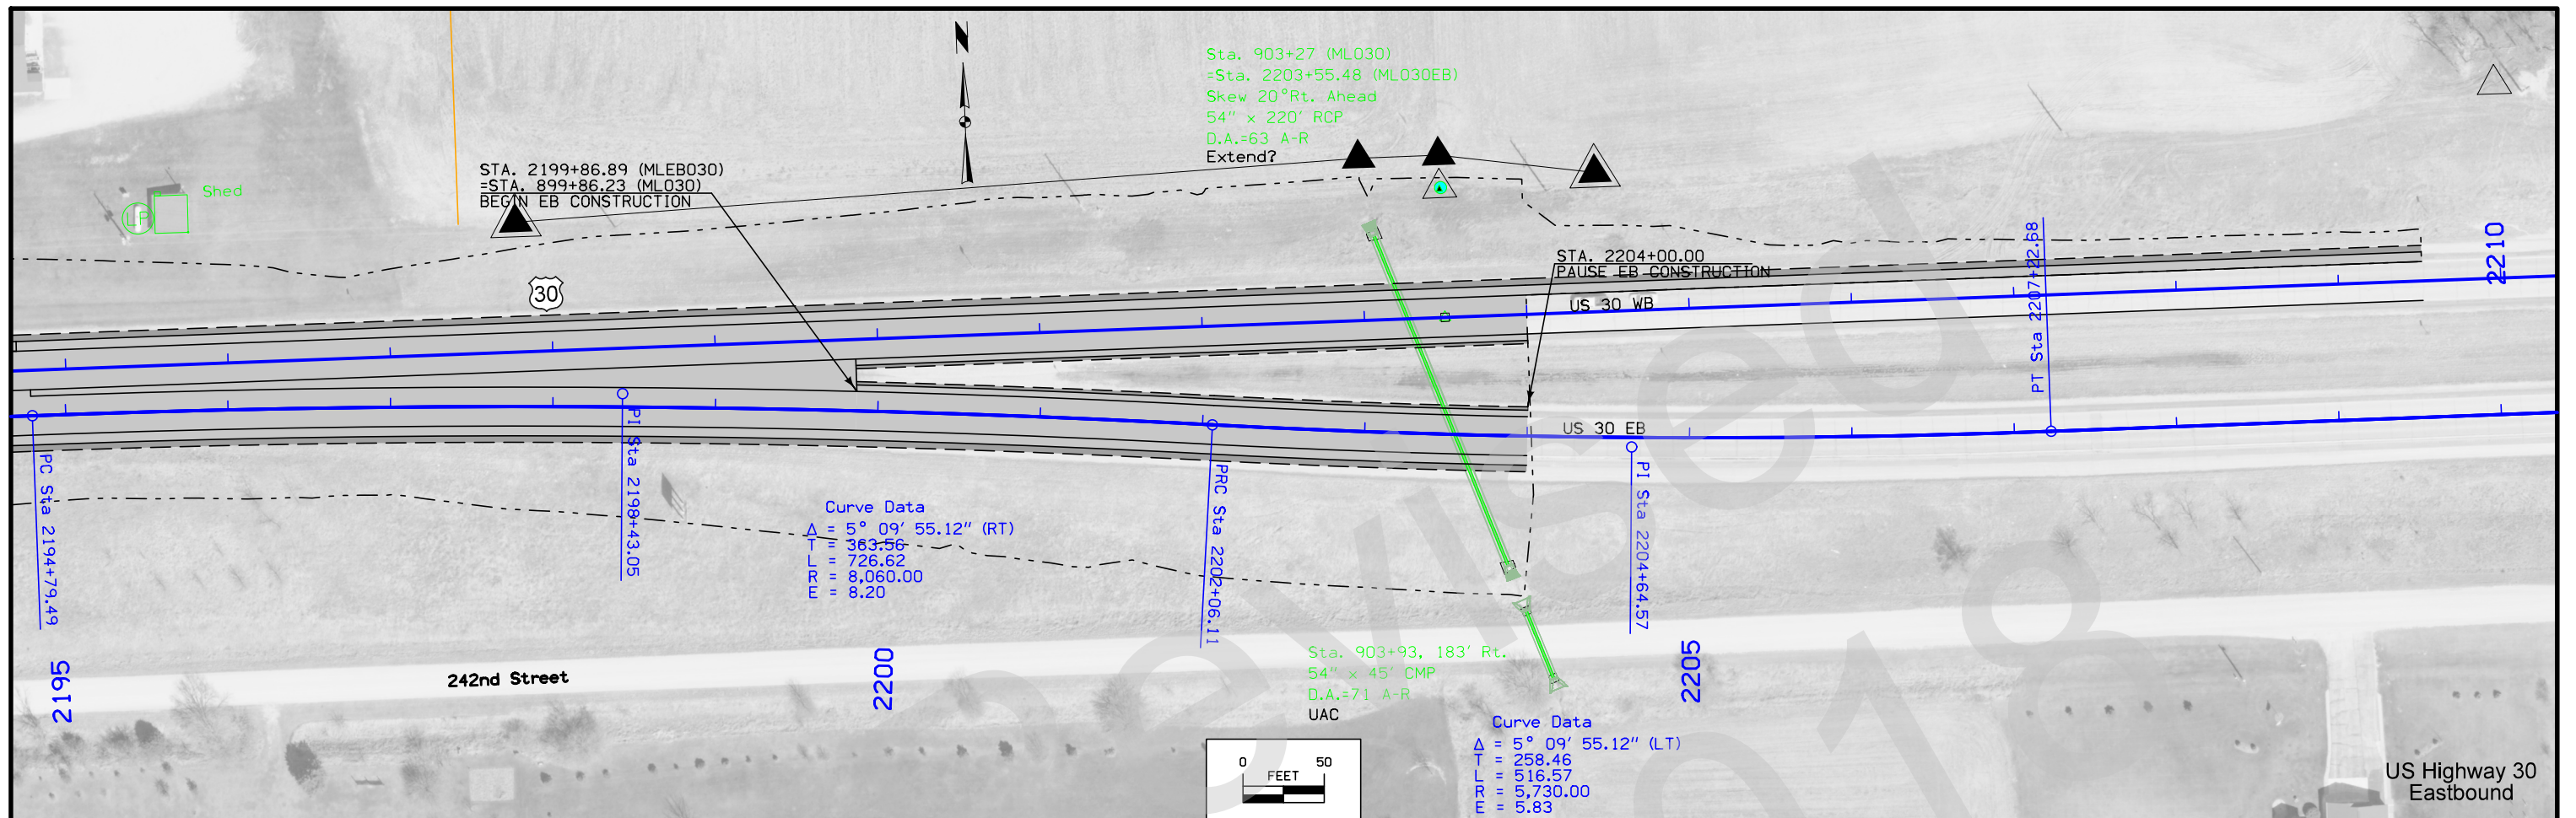 N
Sta. 903+27 (ML030)
=Sta. 2203+55.48 (ML030EB)
Skew 20°Rt. Ahead
54" x 220' RCP
D.A.=63 A-R
Extend?
STA. 2199+86.89 (MLEB030)
=STA. 899+86.23 (ML030)
BEGIN EB CONSTRUCTION
Shed
LP
30
STA. 2204+00.00
PAUSE EB CONSTRUCTION
US 30 WB
US 30 EB
PT Sta 2207+22.68
2210
PC Sta 2194+79.49
PI Sta 2198+43.05
PRC Sta 2202+06.11
PI Sta 2204+64.57
Curve Data
Δ = 5° 09' 55.12" (RT)
T = 363.56
L = 726.62
R = 8,060.00
E = 8.20
2195
242nd Street
2200
2205
Sta. 903+93, 183' Rt.
54" x 45' CMP
D.A.=71 A-R
UAC
Curve Data
Δ = 5° 09' 55.12" (LT)
T = 258.46
L = 516.57
R = 5,730.00
E = 5.83
0 50
FEET
US Highway 30
Eastbound